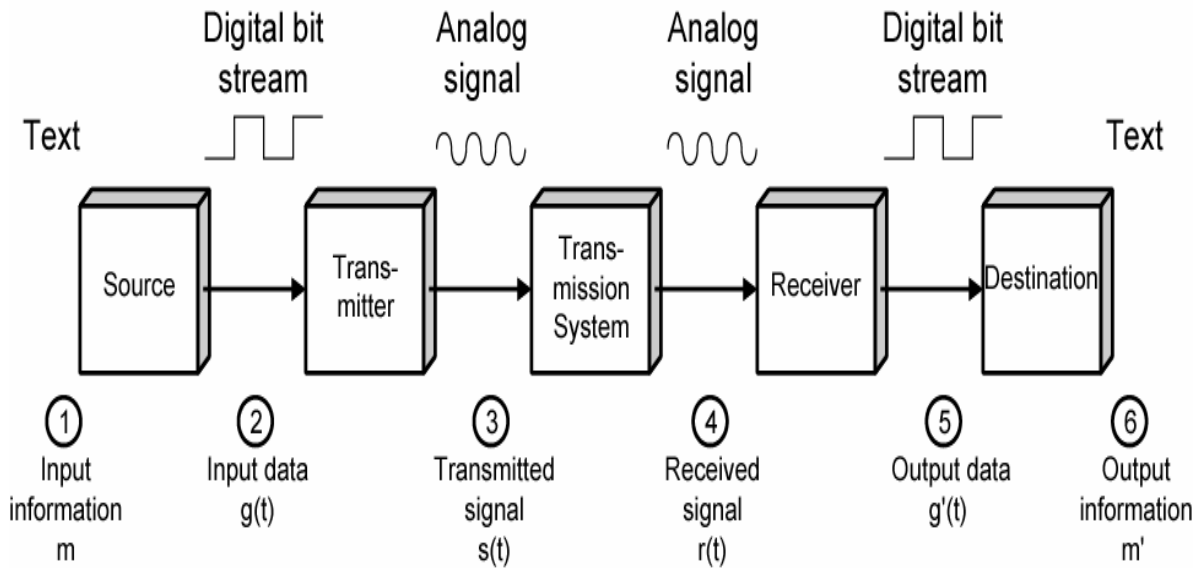 Digital bit
stream
Analog
signal
Analog
signal
Digital bit
stream
Text
Text
Source
Trans-
mitter
Trans-
mission
System
Receiver
Destination
1
Input
information
m
2
Input data
g(t)
3
Transmitted
signal
s(t)
4
Received
signal
r(t)
5
Output data
g'(t)
6
Output
information
m'